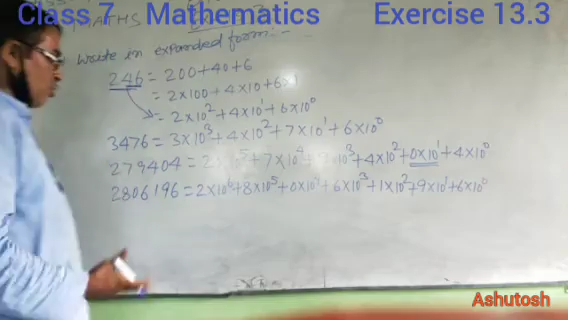 Class 7 Mathematics Exercise 13.3
MATHS
Write in expanded form:-
246 = 200+40+6
= 2×100+4×10+6×1
= 2×10²+4×10¹+6×10⁰
3476 = 3×10³+4×10²+7×10¹+6×10⁰
279404 = 2×10⁵+7×10⁴+9×10³+4×10²+0×10¹+4×10⁰
2806196 = 2×10⁶+8×10⁵+0×10⁴+6×10³+1×10²+9×10¹+6×10⁰
Ashutosh